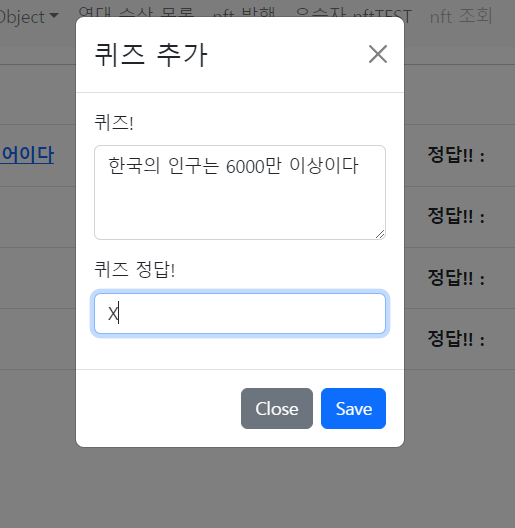 Object
연대 수상 목록 nft 발행 우승자 nftTEST nft 조회
퀴즈 추가
퀴즈!
어이다
한국의 인구는 6000만 이상이다
정답!! :
정답!! :
퀴즈 정답!
정답!! :
X
정답!! :
Close Save